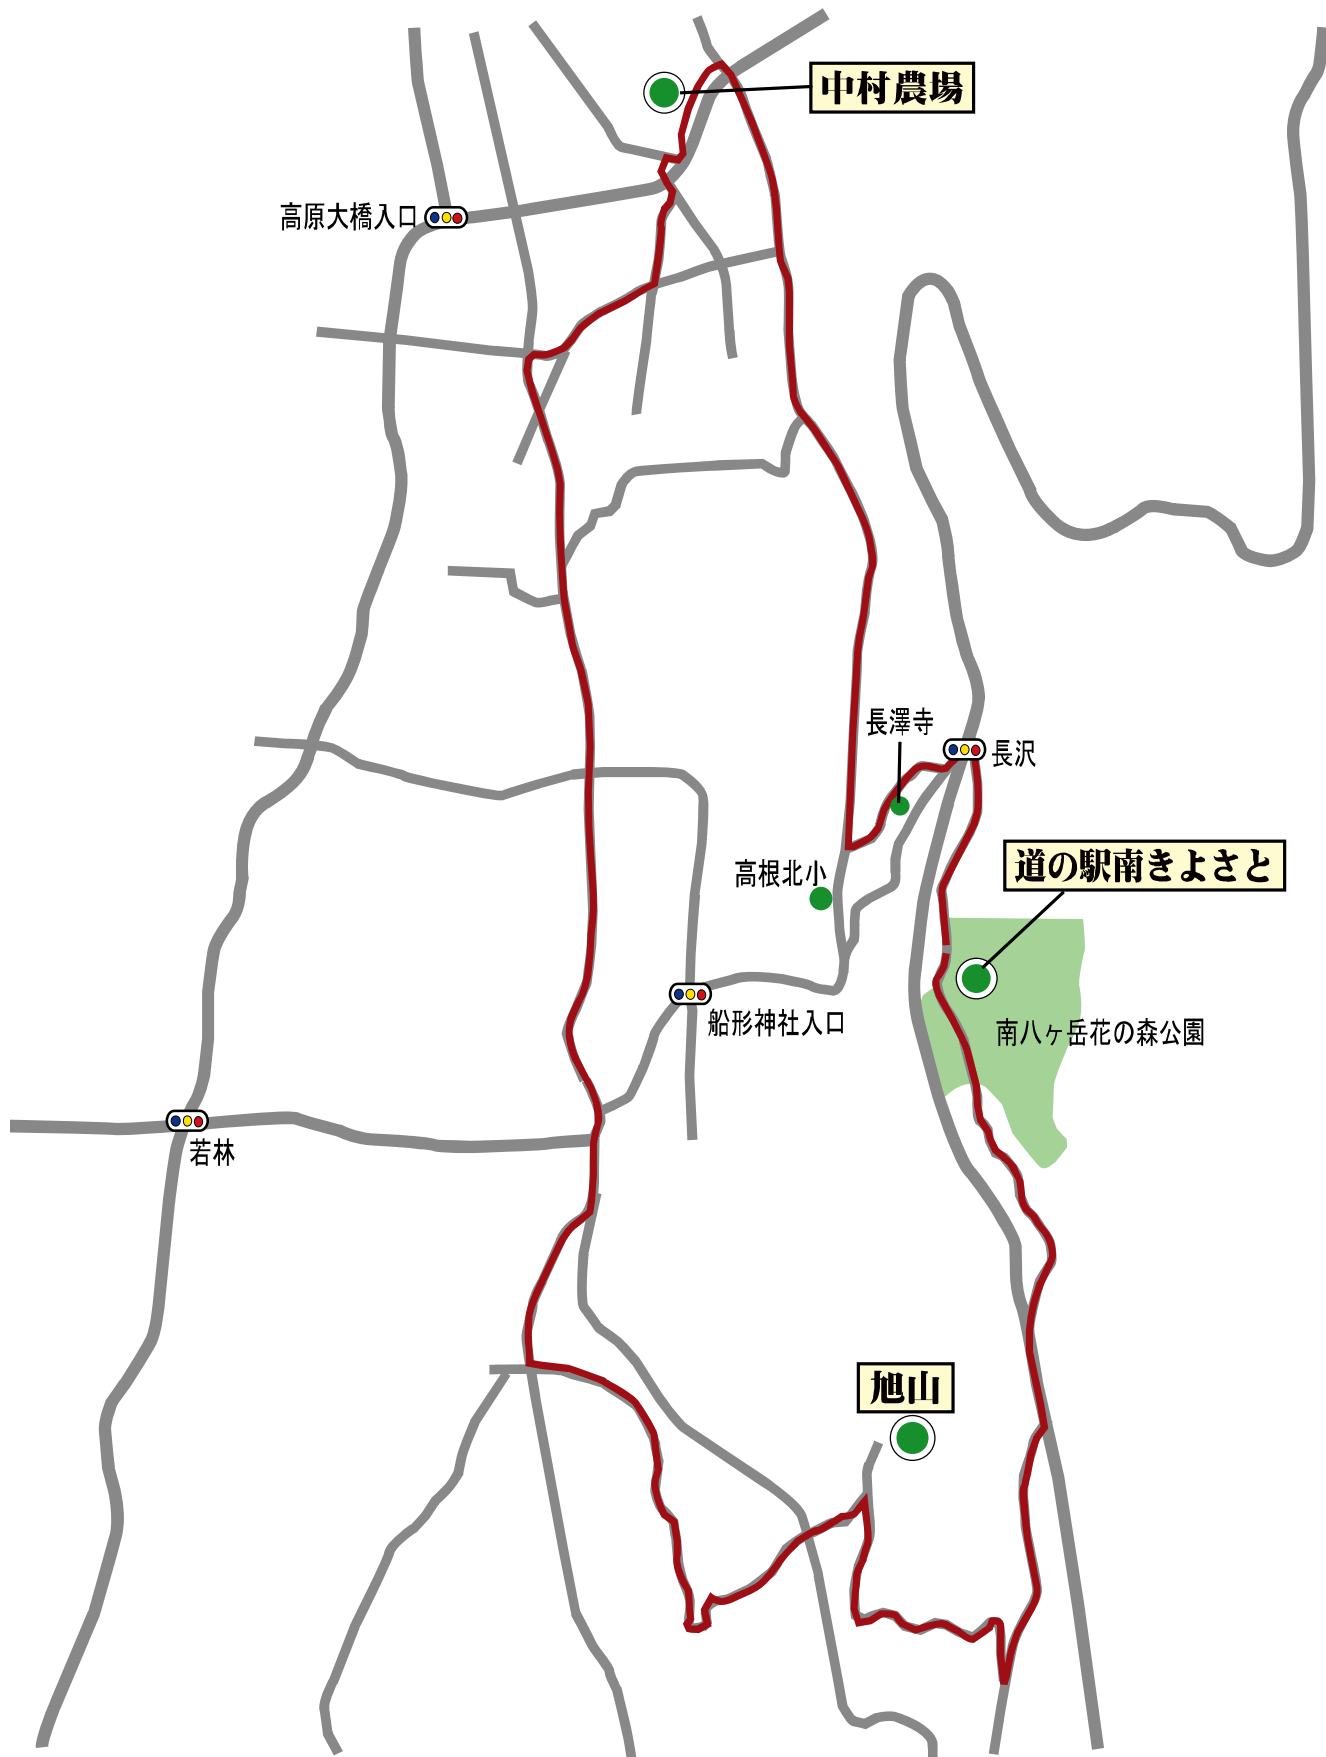 中村農場
高原大橋入口
長澤寺
長沢
道の駅南きよさと
高根北小
船形神社入口
南八ヶ岳花の森公園
若林
旭山